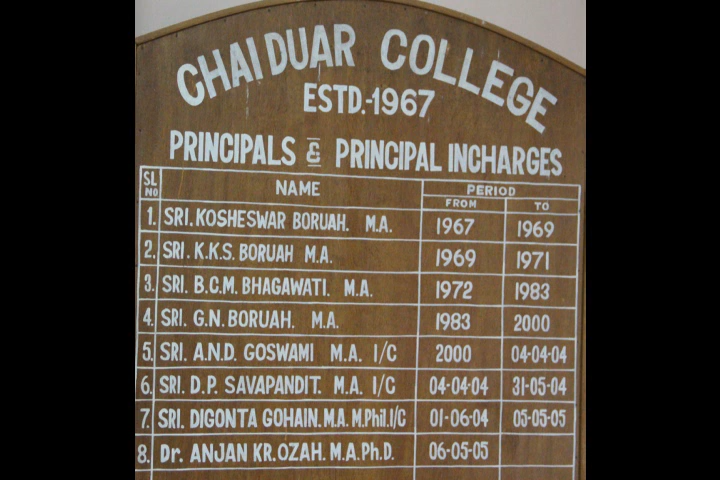 CHAI DUAR COLLEGE
ESTD.-1967
PRINCIPALS & PRINCIPAL INCHARGES
SL NO NAME PERIOD
FROM TO
1. SRI. KOSHESWAR BORUAH. M.A. 1967 1969
2. SRI. K.K.S. BORUAH M.A. 1969 1971
3. SRI. B.C.M. BHAGAWATI. M.A. 1972 1983
4. SRI. G.N. BORUAH. M.A. 1983 2000
5. SRI. A.N.D. GOSWAMI M.A. I/C 2000 04-04-04
6. SRI. D.P. SAVAPANDIT. M.A. I/C 04-04-04 31-05-04
7. SRI. DIGONTA GOHAIN. M.A. M.Phil. I/C 01-06-04 05-05-05
8. Dr. ANJAN KR. OZAH. M.A. Ph.D. 06-05-05